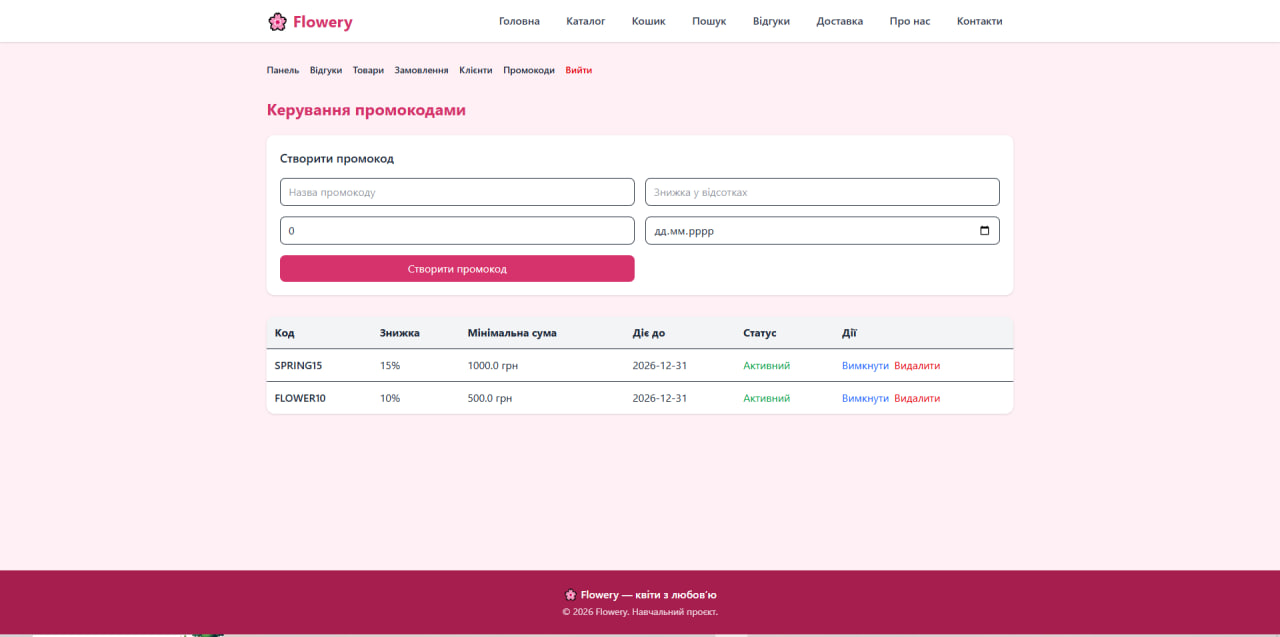 Flowery
Головна Каталог Кошик Пошук Відгуки Доставка Про нас Контакти
Панель Відгуки Товари Замовлення Клієнти Промокоди Вийти
Керування промокодами
Створити промокод
Назва промокоду Знижка у відсотках
0 дд.мм.рррр
Створити промокод
Код Знижка Мінімальна сума Діє до Статус Дії
SPRING15 15% 1000.0 грн 2026-12-31 Активний Вимкнути Видалити
FLOWER10 10% 500.0 грн 2026-12-31 Активний Вимкнути Видалити
Flowery — квіти з любов'ю
© 2026 Flowery. Навчальний проєкт.